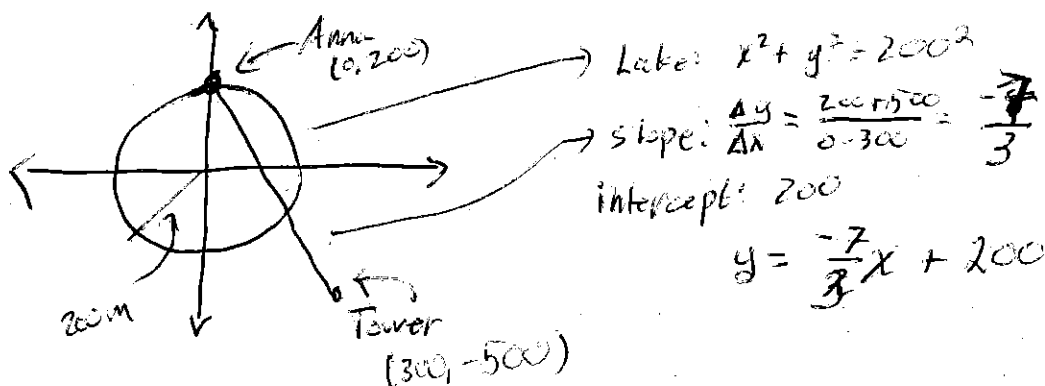 Anna
(0, 200)
Lake: x² + y² = 200²
slope: Δy/Δx = 200+500/0-300 = -7/3
intercept: 200
y = -7/3 x + 200
200m
Tower
(300, -500)